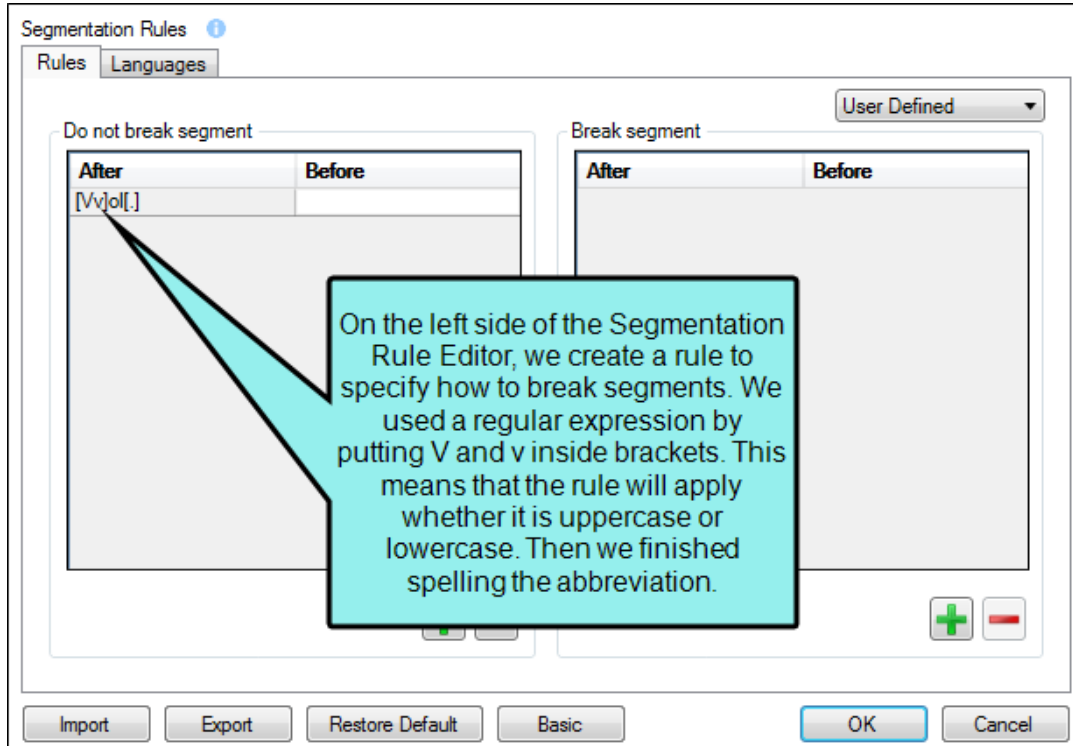 Segmentation Rules
Rules Languages
User Defined
Do not break segment
Break segment
After Before
After Before
[Vv]ol[.]
On the left side of the Segmentation
Rule Editor, we create a rule to
specify how to break segments. We
used a regular expression by
putting V and v inside brackets. This
means that the rule will apply
whether it is uppercase or
lowercase. Then we finished
spelling the abbreviation.
Import Export Restore Default Basic OK Cancel